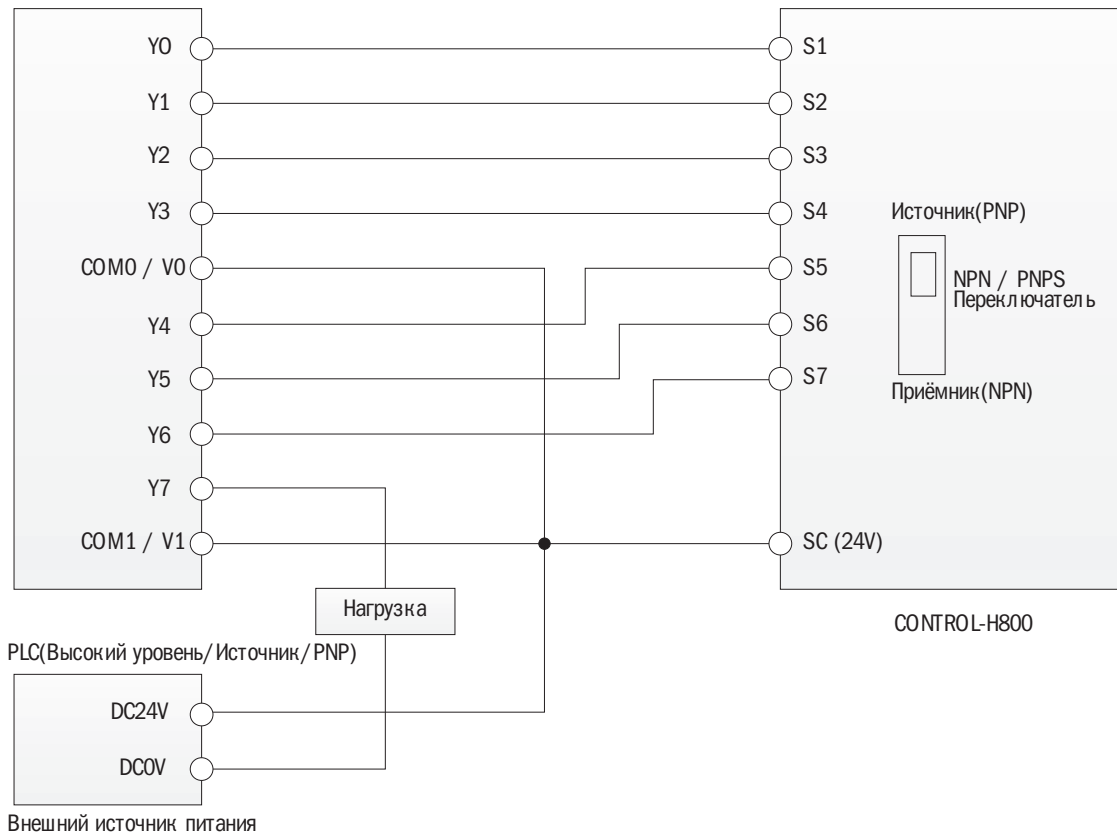 Y0
Y1
Y2
Y3
COM0 / V0
Y4
Y5
Y6
Y7
COM1 / V1
S1
S2
S3
S4
S5
S6
S7
SC (24V)
Источник(PNP)
NPN / PNPS
Переключатель
Приёмник(NPN)
CONTROL-H800
Нагрузка
PLC(Высокий уровень/Источник/PNP)
DC24V
DC0V
Внешний источник питания